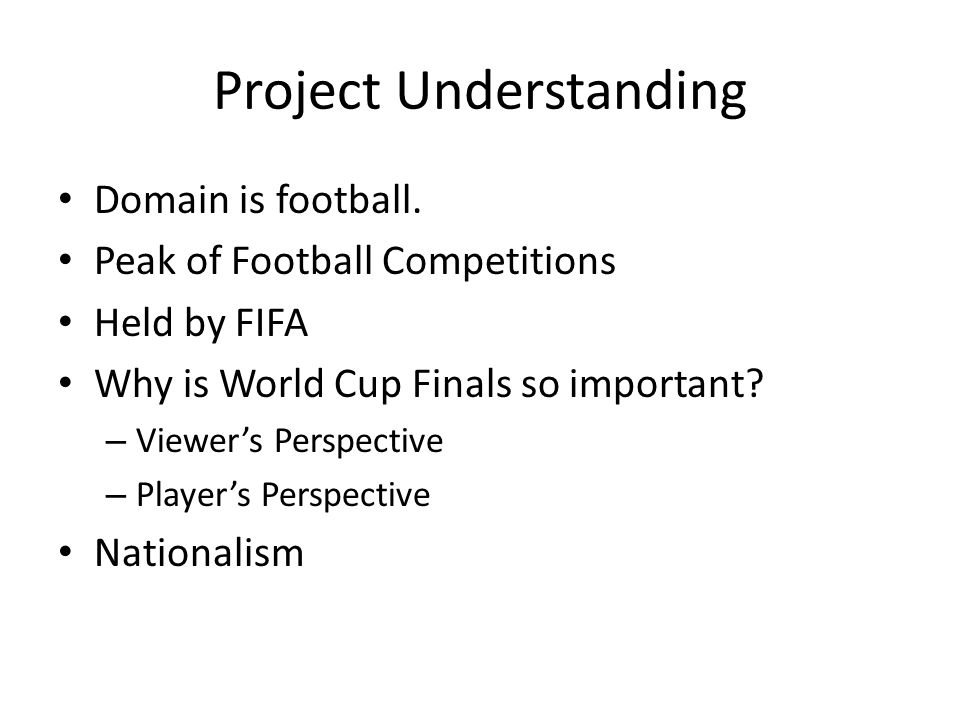 Project Understanding
• Domain is football.
• Peak of Football Competitions
• Held by FIFA
• Why is World Cup Finals so important?
– Viewer’s Perspective
– Player’s Perspective
• Nationalism